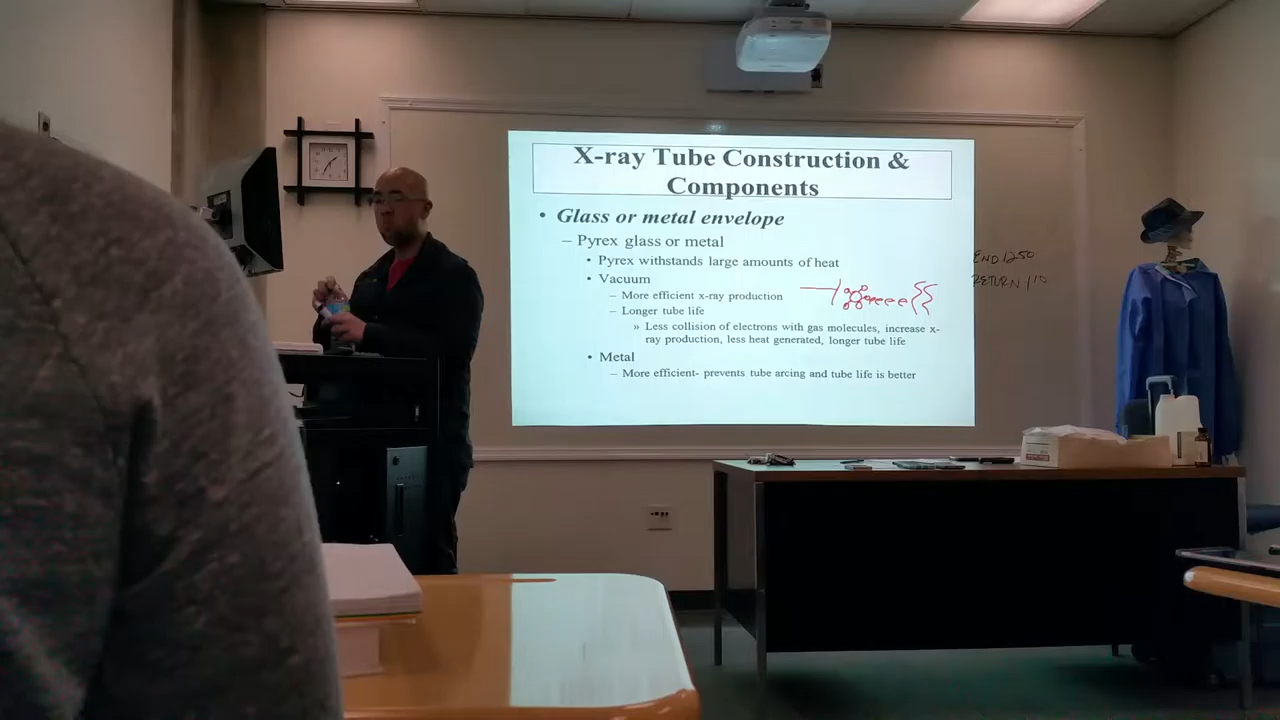 X-ray Tube Construction &
Components
• Glass or metal envelope
– Pyrex glass or metal
• Pyrex withstands large amounts of heat
• Vacuum
– More efficient x-ray production
– Longer tube life
» Less collision of electrons with gas molecules, increase x-
ray production, less heat generated, longer tube life
• Metal
– More efficient- prevents tube arcing and tube life is better
END 1250
RETURN 110